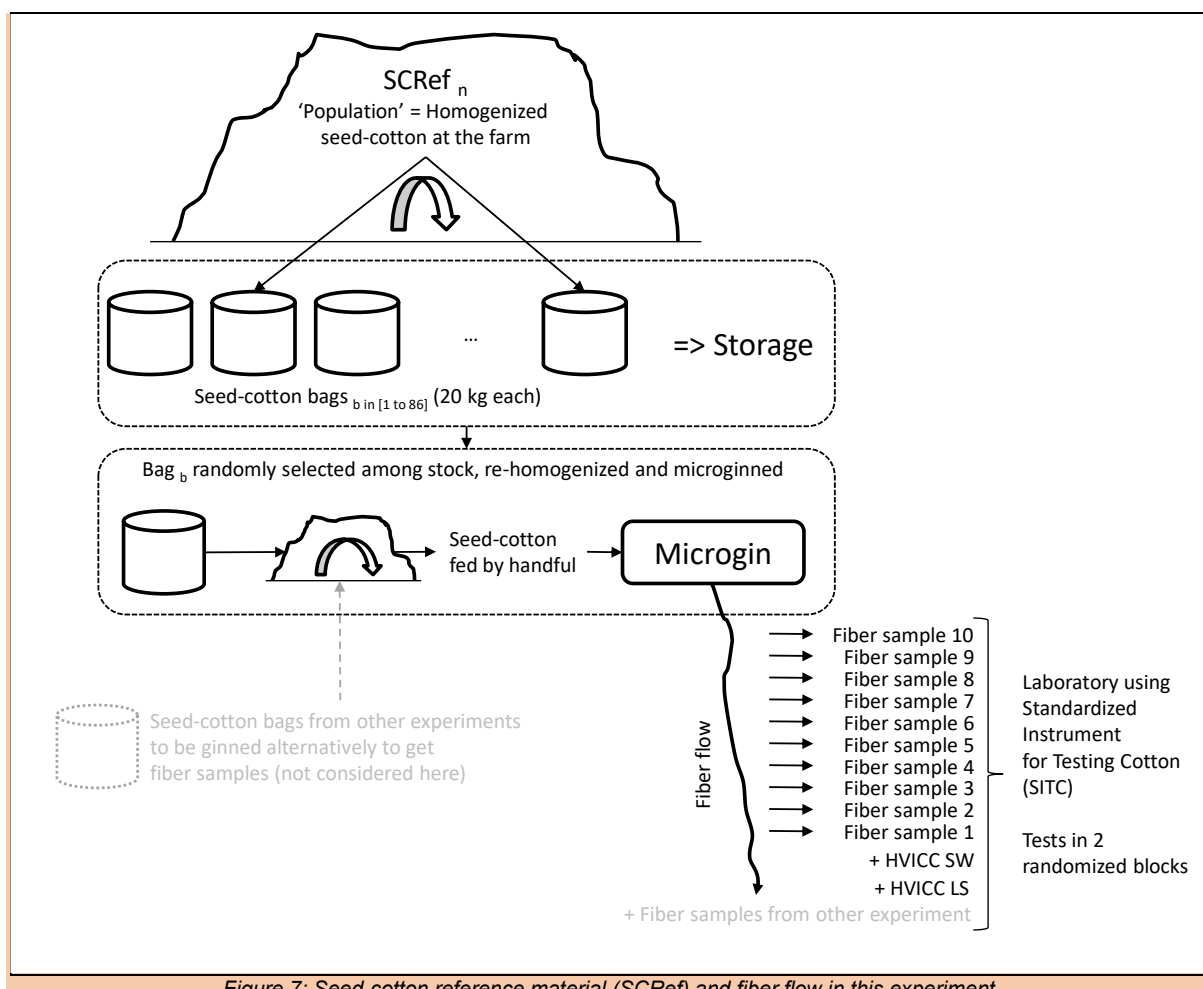 SCRef n
‘Population’ = Homogenized
seed-cotton at the farm
...
=> Storage
Seed-cotton bags b in [1 to 86] (20 kg each)
Bag b randomly selected among stock, re-homogenized and microginned
Seed-cotton
fed by handful
Microgin
Seed-cotton bags from other experiments
to be ginned alternatively to get
fiber samples (not considered here)
Fiber flow
Fiber sample 10
Fiber sample 9
Fiber sample 8
Fiber sample 7
Fiber sample 6
Fiber sample 5
Fiber sample 4
Fiber sample 3
Fiber sample 2
Fiber sample 1
+ HVICC SW
+ HVICC LS
+ Fiber samples from other experiment
Laboratory using
Standardized
Instrument
for Testing Cotton
(SITC)
Tests in 2
randomized blocks
Figure 7: Seed-cotton reference material (SCRef) and fiber flow in this experiment